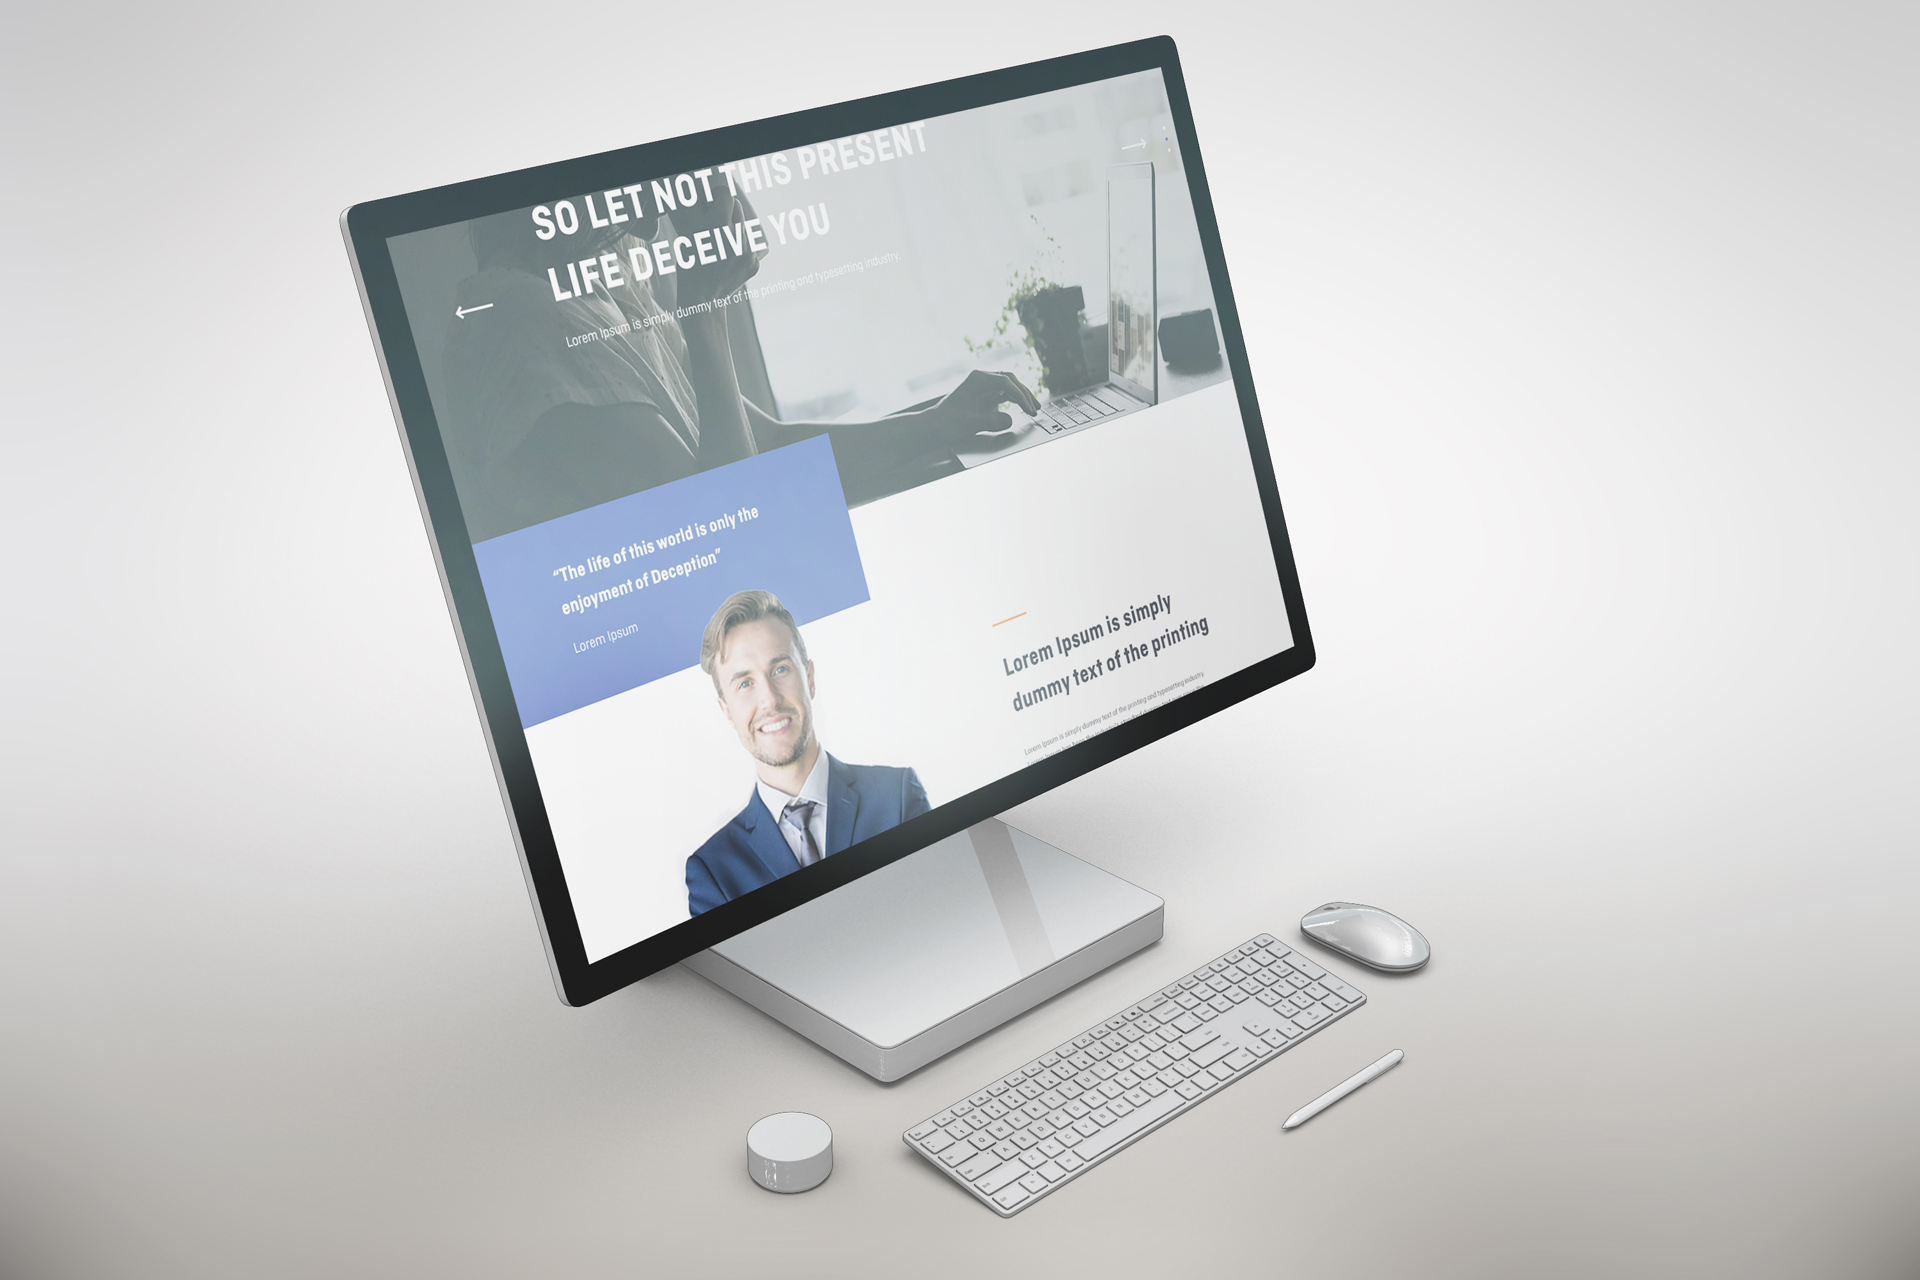 SO LET NOT THIS PRESENT
LIFE DECEIVE YOU
Lorem Ipsum is simply dummy text of the printing and typesetting industry.
“The life of this world is only the
enjoyment of Deception”
Lorem Ipsum
Lorem Ipsum is simply
dummy text of the printing
Lorem Ipsum is simply dummy text of the printing and typesetting industry.